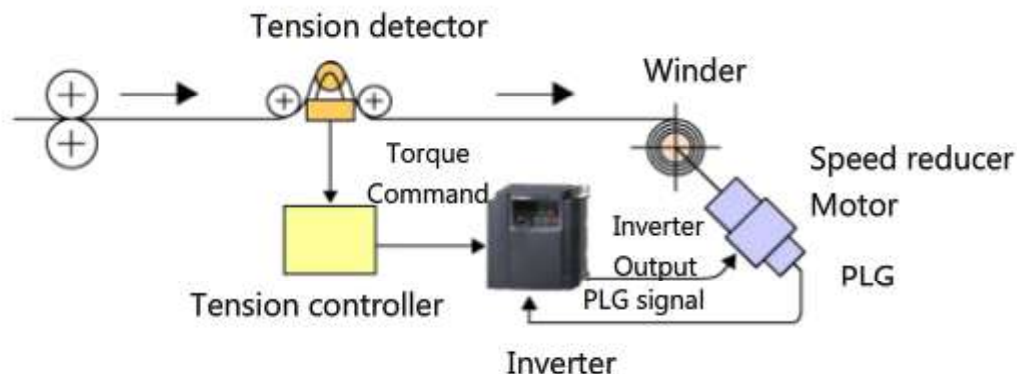 Tension detector
Winder
Torque
Command
Speed reducer
Motor
Inverter
Output
PLG signal
PLG
Tension controller
Inverter